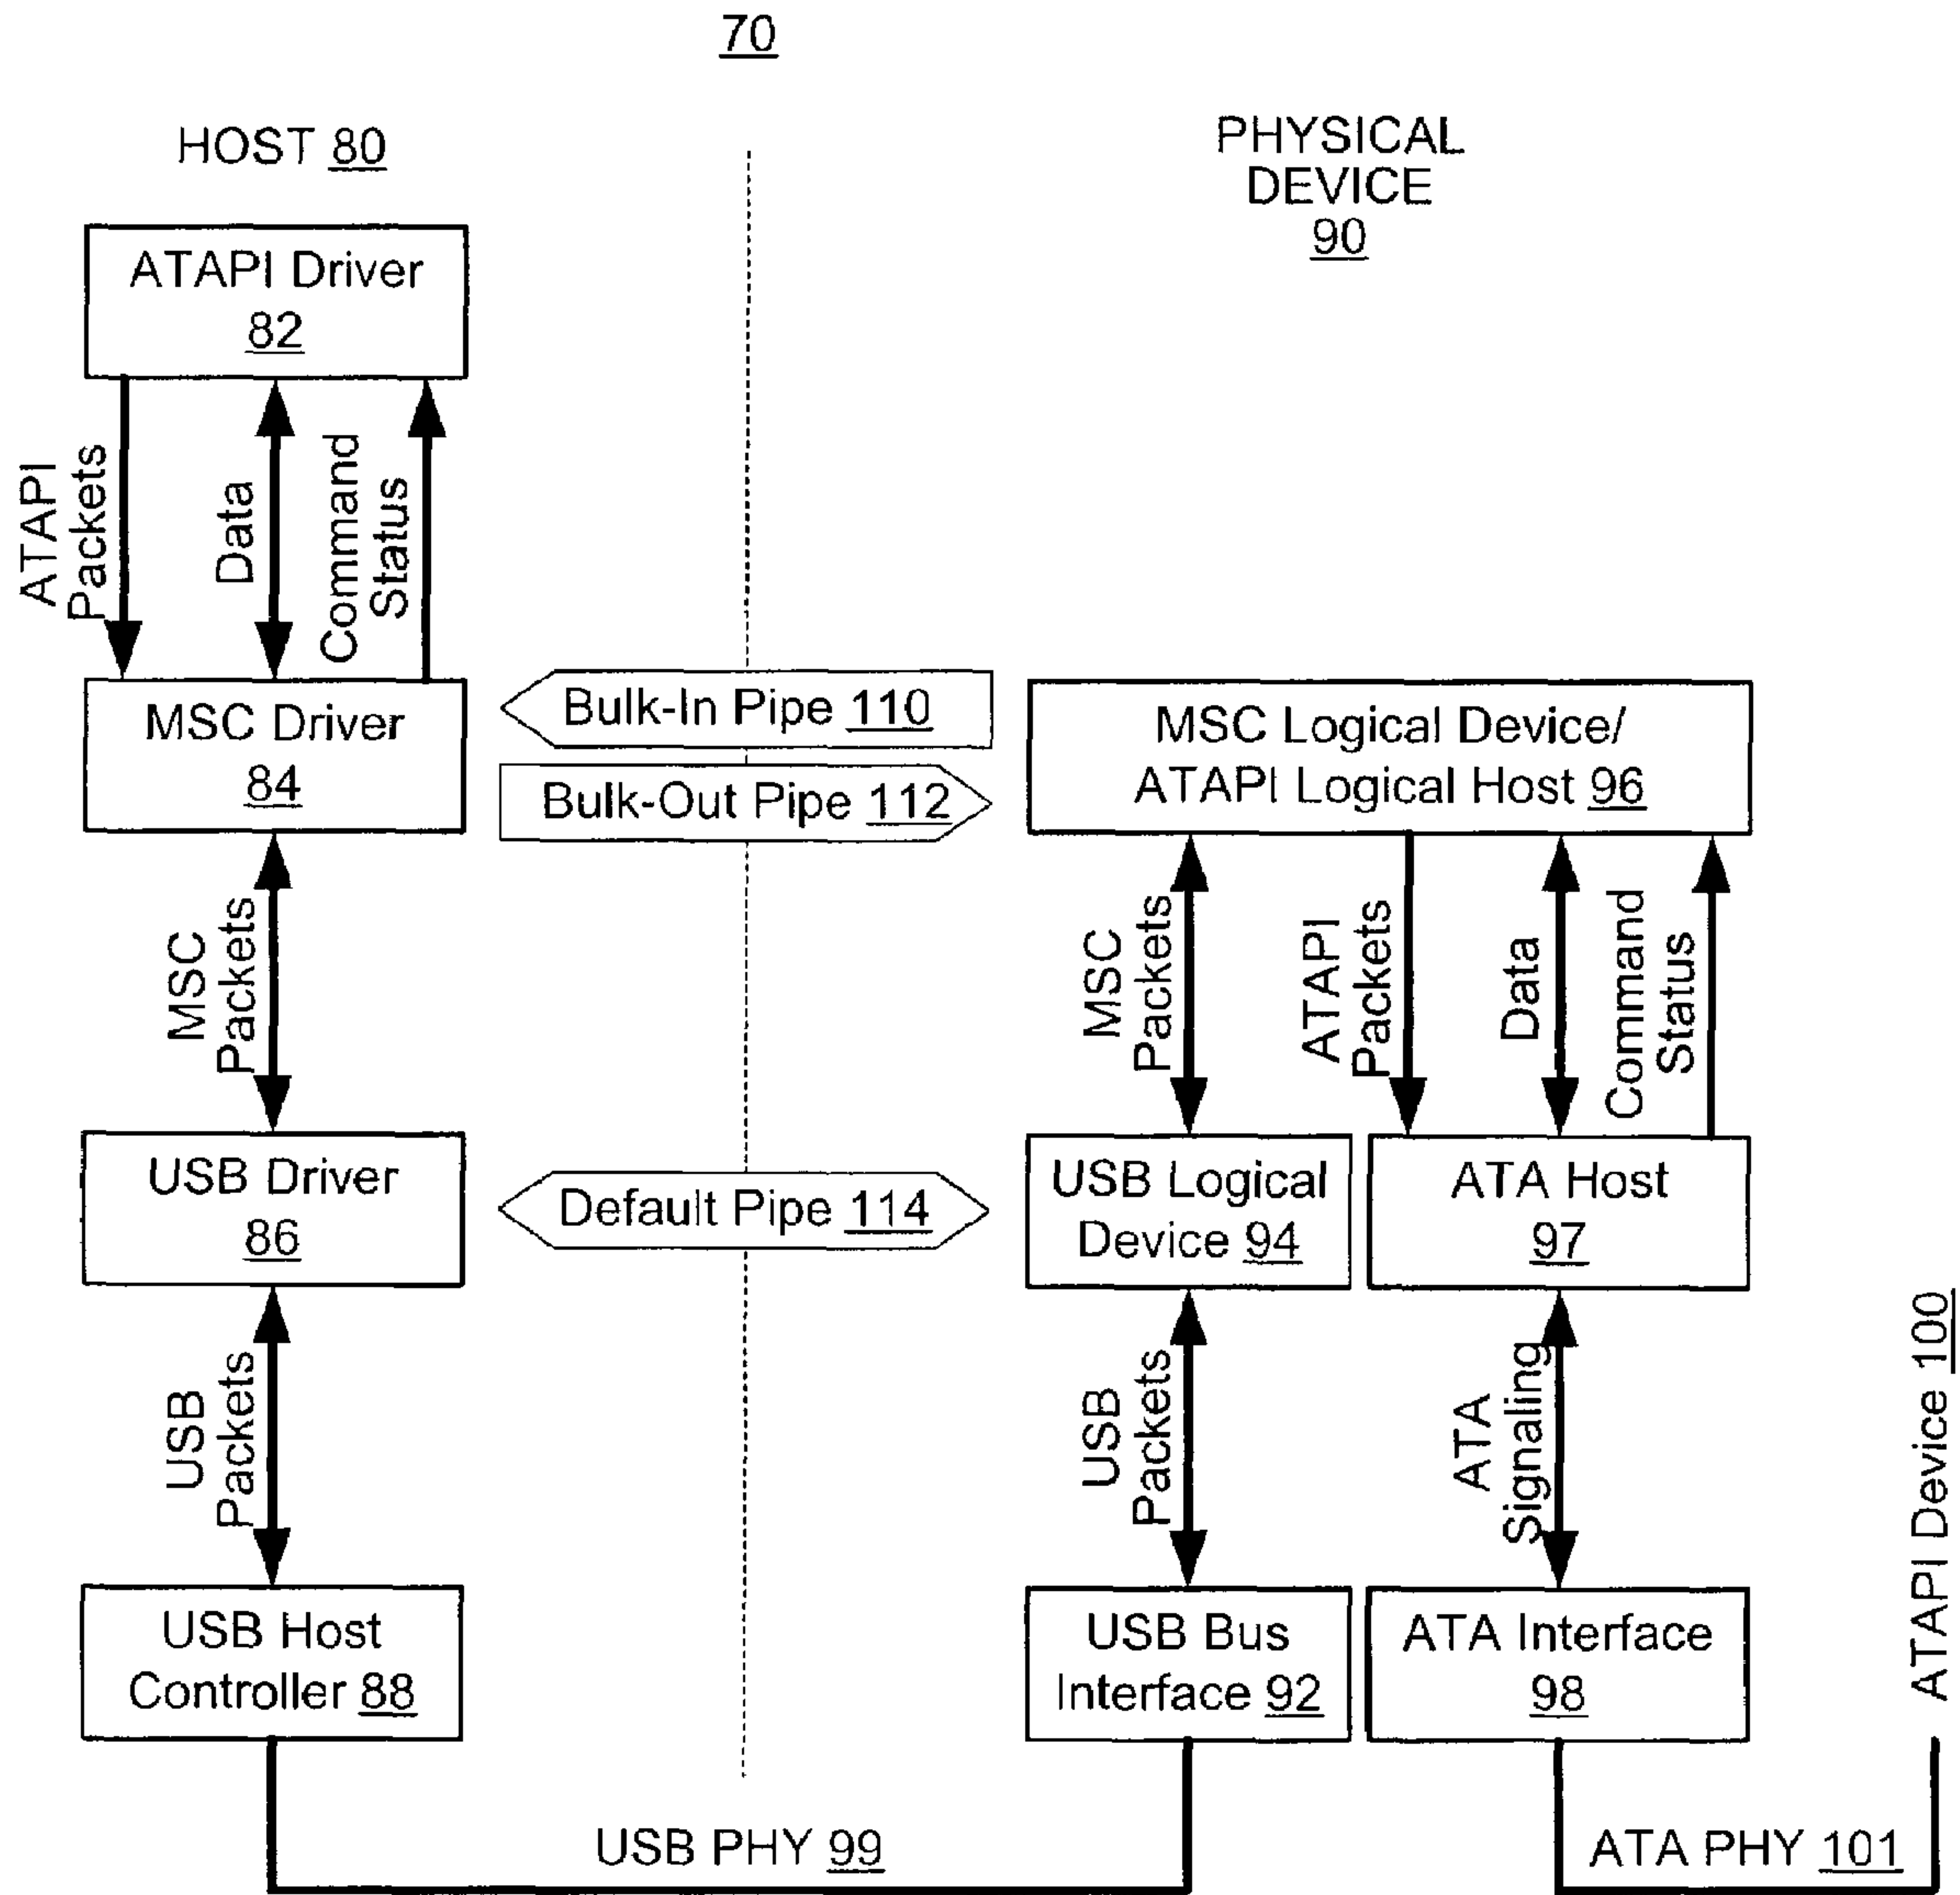 70
HOST 80
PHYSICAL
DEVICE
90
ATAPI Driver
82
ATAPI
Packets
Data
Command
Status
MSC Driver
84
Bulk-In Pipe 110
Bulk-Out Pipe 112
MSC Logical Device/
ATAPI Logical Host 96
MSC
Packets
MSC
Packets
ATAPI
Packets
Data
Command
Status
USB Driver
86
Default Pipe 114
USB Logical
Device 94
ATA Host
97
USB
Packets
USB
Packets
ATA
Signaling
ATAPI Device 100
USB Host
Controller 88
USB Bus
Interface 92
ATA Interface
98
USB PHY 99
ATA PHY 101